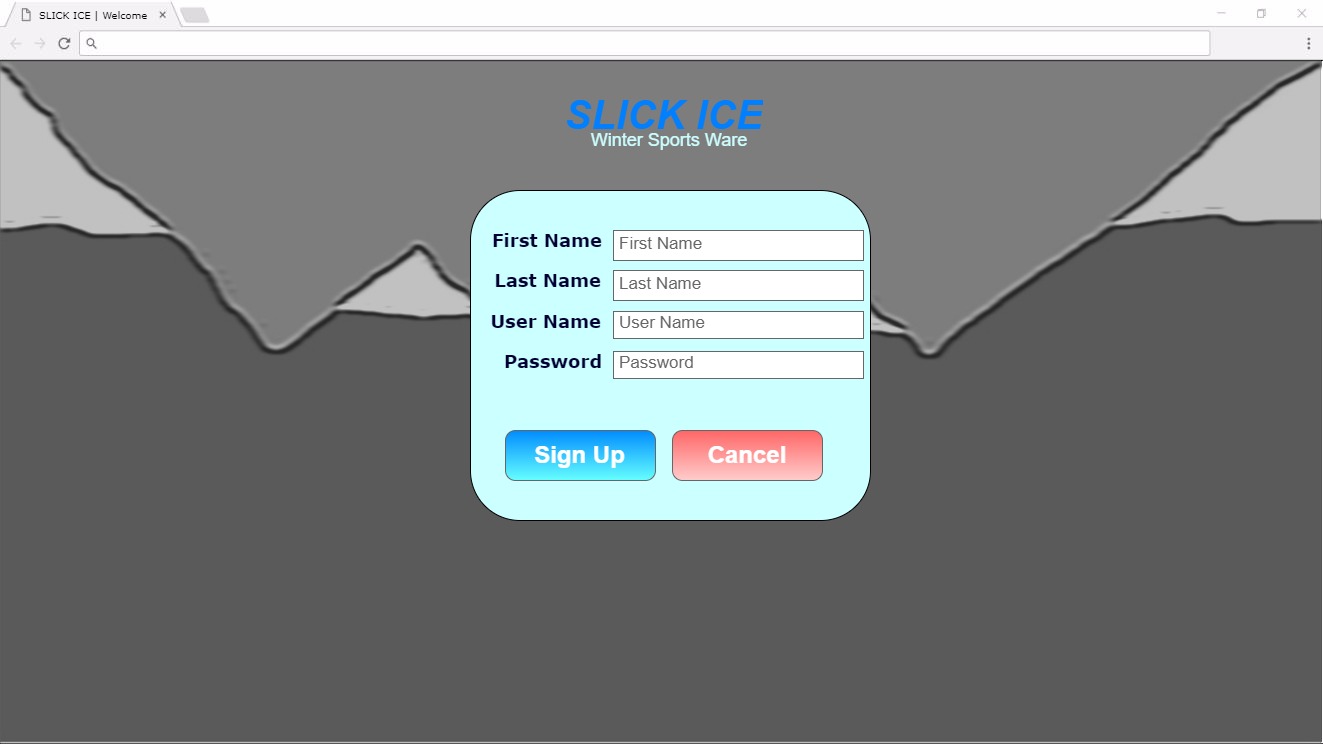 SLICK ICE | Welcome
SLICK ICE
Winter Sports Ware
First Name First Name
Last Name Last Name
User Name User Name
Password Password
Sign Up Cancel